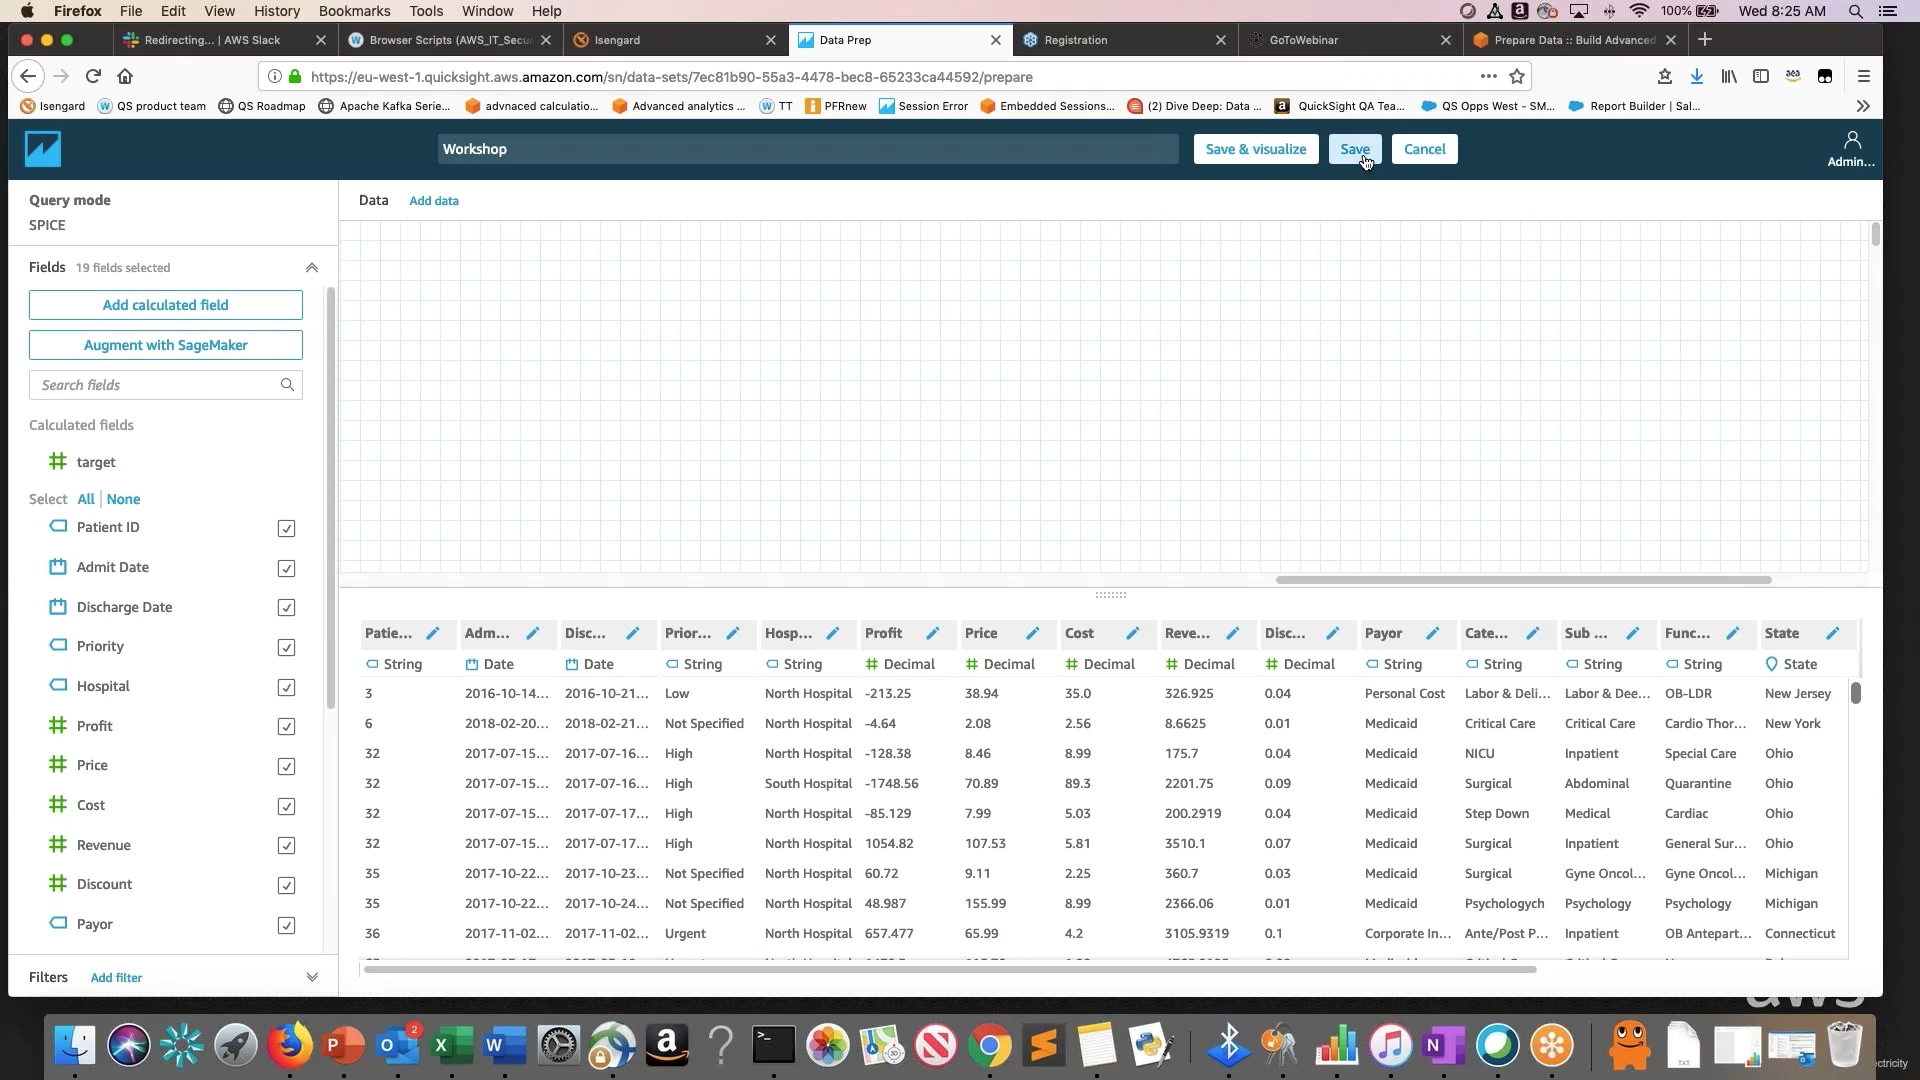 Firefox File Edit View History Bookmarks Tools Window Help 100% Wed 8:25 AM
Redirecting... | AWS Slack Browser Scripts (AWS_IT_Secur Isengard Data Prep Registration GoToWebinar Prepare Data :: Build Advanced
https://eu-west-1.quicksight.aws.amazon.com/sn/data-sets/7ec81b90-55a3-4478-bec8-65233ca44592/prepare
Isengard QS product team QS Roadmap Apache Kafka Serie... advnaced calculatio... Advanced analytics ... TT PFRnew Session Error Embedded Sessions... (2) Dive Deep: Data ... QuickSight QA Tea... QS Opps West - SM... Report Builder | Sal...
Workshop Save & visualize Save Cancel Admin...
Query mode
SPICE
Data Add data
Fields 19 fields selected
Add calculated field
Augment with SageMaker
Search fields
Calculated fields
target
Select All | None
Patient ID
Admit Date
Discharge Date
Priority
Hospital
Profit
Price
Cost
Revenue
Discount
Payor
Filters Add filter
Patie... Adm... Disc... Prior... Hosp... Profit Price Cost Reve... Disc... Payor Cate... Sub ... Func... State
String Date Date String String Decimal Decimal Decimal Decimal Decimal String String String String State
3 2016-10-14... 2016-10-21... Low North Hospital -213.25 38.94 35.0 326.925 0.04 Personal Cost Labor & Deli... Labor & Dee... OB-LDR New Jersey
6 2018-02-20... 2018-02-21... Not Specified North Hospital -4.64 2.08 2.56 8.6625 0.01 Medicaid Critical Care Critical Care Cardio Thor... New York
32 2017-07-15... 2017-07-16... High North Hospital -128.38 8.46 8.99 175.7 0.04 Medicaid NICU Inpatient Special Care Ohio
32 2017-07-15... 2017-07-16... High South Hospital -1748.56 70.89 89.3 2201.75 0.09 Medicaid Surgical Abdominal Quarantine Ohio
32 2017-07-15... 2017-07-17... High North Hospital -85.129 7.99 5.03 200.2919 0.04 Medicaid Step Down Medical Cardiac Ohio
32 2017-07-15... 2017-07-17... High North Hospital 1054.82 107.53 5.81 3510.1 0.07 Medicaid Surgical Inpatient General Sur... Ohio
35 2017-10-22... 2017-10-23... Not Specified North Hospital 60.72 9.11 2.25 360.7 0.03 Medicaid Surgical Gyne Oncol... Gyne Oncol... Michigan
35 2017-10-22... 2017-10-24... Not Specified North Hospital 48.987 155.99 8.99 2366.06 0.01 Medicaid Psychologych Psychology Psychology Michigan
36 2017-11-02... 2017-11-02... Urgent North Hospital 657.477 65.99 4.2 3105.9319 0.1 Corporate In... Ante/Post P... Inpatient OB Antepart... Connecticut
aws
ctricity